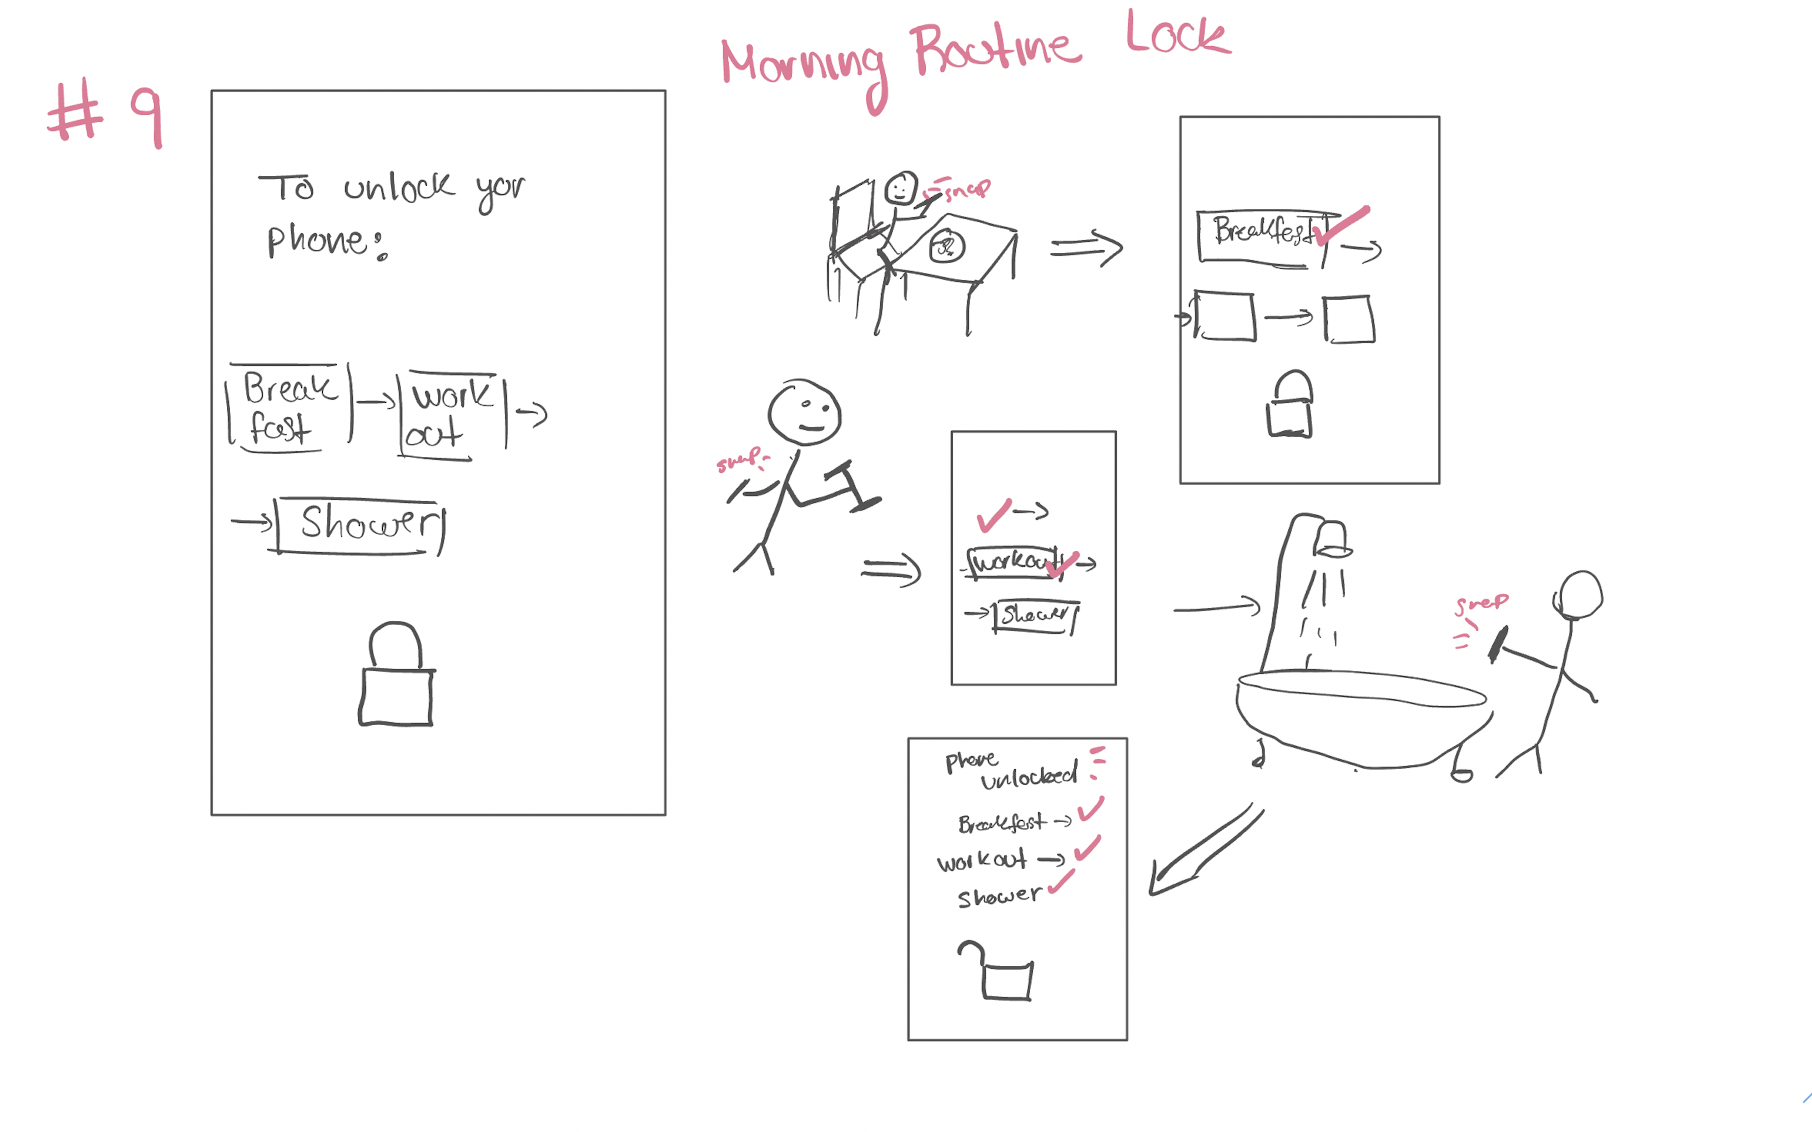 # 9
Morning Routine Lock
To unlock your
phone:
Break
fast
work
out
Shower
snap
Breakfest
snap
workout
Shower
snap
phone
unlocked
Breakfest
workout
shower